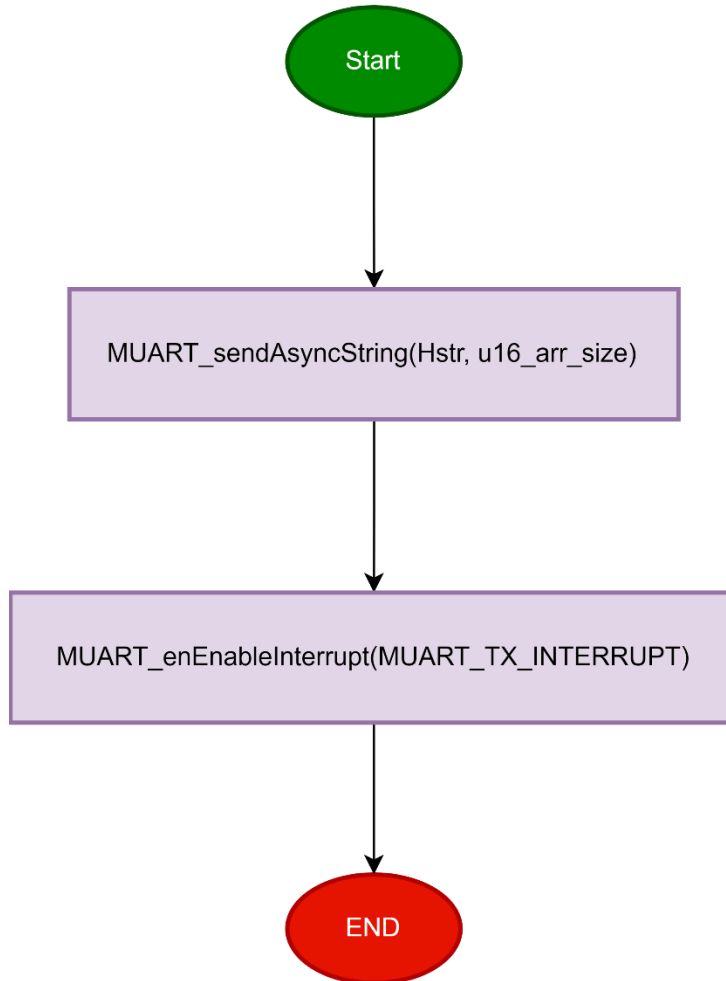 Start
MUART_sendAsyncString(Hstr, u16_arr_size)
MUART_enEnableInterrupt(MUART_TX_INTERRUPT)
END